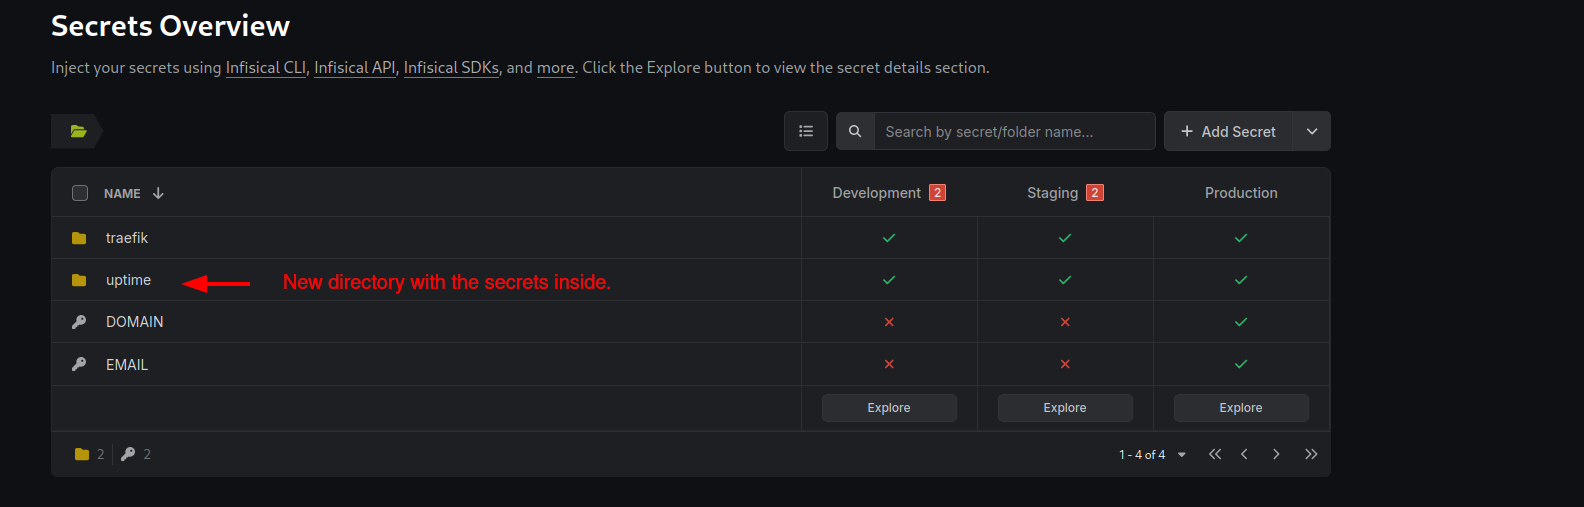 Secrets Overview
Inject your secrets using Infisical CLI, Infisical API, Infisical SDKs, and more. Click the Explore button to view the secret details section.
Search by secret/folder name...
Add Secret
NAME Development 2 Staging 2 Production
traefik
uptime New directory with the secrets inside.
DOMAIN
EMAIL
Explore Explore Explore
2 2 1 - 4 of 4